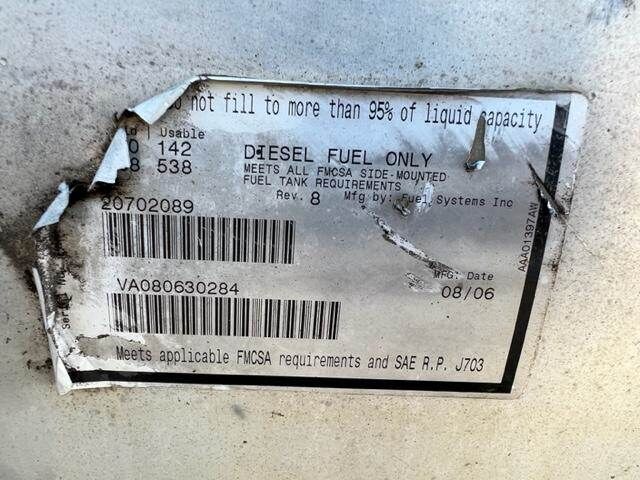 not fill to more than 95% of liquid capacity
Usable
0 142
8 538
DIESEL FUEL ONLY
MEETS ALL FMCSA SIDE-MOUNTED
FUEL TANK REQUIREMENTS
Rev. 8 Mfg by: Fuel Systems Inc
20702089
VA080630284
MFG: Date
08/06
AAA01397AW
Meets applicable FMCSA requirements and SAE R.P. J703